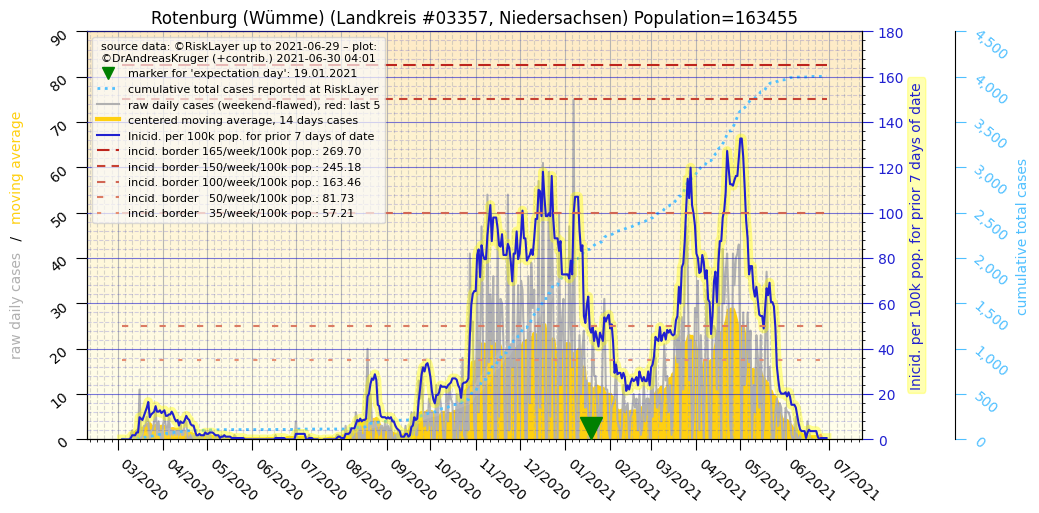 Rotenburg (Wümme) (Landkreis #03357, Niedersachsen) Population=163455
source data: ©RiskLayer up to 2021-06-29 – plot:
©DrAndreasKruger (+contrib.) 2021-06-30 04:01
marker for 'expectation day': 19.01.2021
cumulative total cases reported at RiskLayer
raw daily cases (weekend-flawed), red: last 5
centered moving average, 14 days cases
Inicid. per 100k pop. for prior 7 days of date
incid. border 165/week/100k pop.: 269.70
incid. border 150/week/100k pop.: 245.18
incid. border 100/week/100k pop.: 163.46
incid. border 50/week/100k pop.: 81.73
incid. border 35/week/100k pop.: 57.21
raw daily cases / moving average
90
80
70
60
50
40
30
20
10
0
180
160
140
120
100
80
60
40
20
0
Inicid. per 100k pop. for prior 7 days of date
4,500
4,000
3,500
3,000
2,500
2,000
1,500
1,000
500
0
cumulative total cases
03/2020
04/2020
05/2020
06/2020
07/2020
08/2020
09/2020
10/2020
11/2020
12/2020
01/2021
02/2021
03/2021
04/2021
05/2021
06/2021
07/2021